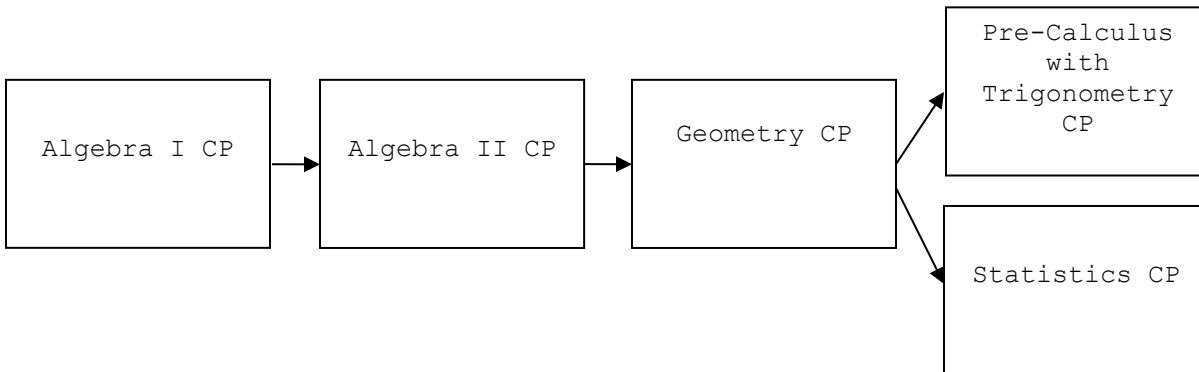 Algebra I CP
Algebra II CP
Geometry CP
Pre-Calculus
with
Trigonometry
CP
Statistics CP